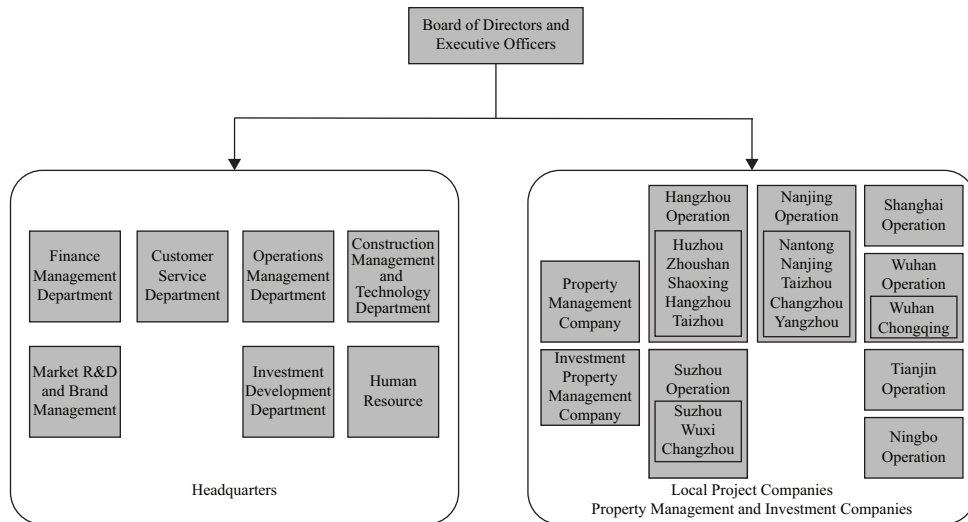 Board of Directors and
Executive Officers
Finance
Management
Department
Customer
Service
Department
Operations
Management
Department
Construction
Management
and
Technology
Department
Market R&D
and Brand
Management
Investment
Development
Department
Human
Resource
Headquarters
Property
Management
Company
Investment
Property
Management
Company
Hangzhou
Operation
Huzhou
Zhoushan
Shaoxing
Hangzhou
Taizhou
Suzhou
Operation
Suzhou
Wuxi
Changzhou
Nanjing
Operation
Nantong
Nanjing
Taizhou
Changzhou
Yangzhou
Shanghai
Operation
Wuhan
Operation
Wuhan
Chongqing
Tianjin
Operation
Ningbo
Operation
Local Project Companies
Property Management and Investment Companies